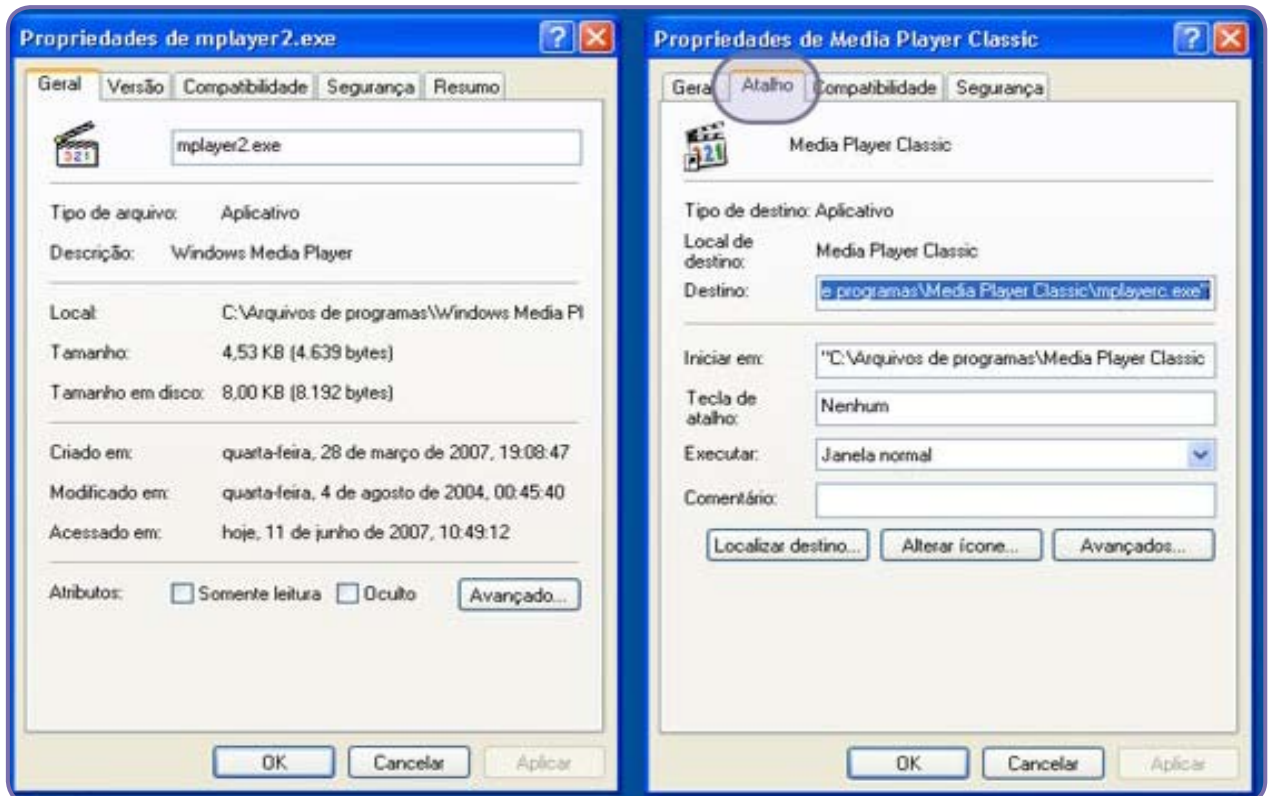 Propriedades de mplayer2.exe
Geral Versão Compatibilidade Segurança Resumo
321
mplayer2.exe
Tipo de arquivo: Aplicativo
Descrição: Windows Media Player
Local: C:\Arquivos de programas\Windows Media Pl
Tamanho: 4,53 KB (4.639 bytes)
Tamanho em disco: 8,00 KB (8.192 bytes)
Criado em: quarta-feira, 28 de março de 2007, 19:08:47
Modificado em: quarta-feira, 4 de agosto de 2004, 00:45:40
Acessado em: hoje, 11 de junho de 2007, 10:49:12
Atributos: Somente leitura Oculto Avançado...
OK Cancelar Aplicar
Propriedades de Media Player Classic
Geral Atalho Compatibilidade Segurança
321
Media Player Classic
Tipo de destino: Aplicativo
Local de
destino: Media Player Classic
Destino: e programas\Media Player Classic\mplayerc.exe"
Iniciar em: "C:\Arquivos de programas\Media Player Classic
Tecla de
atalho: Nenhum
Executar: Janela normal
Comentário:
Localizar destino... Alterar ícone... Avançados...
OK Cancelar Aplicar